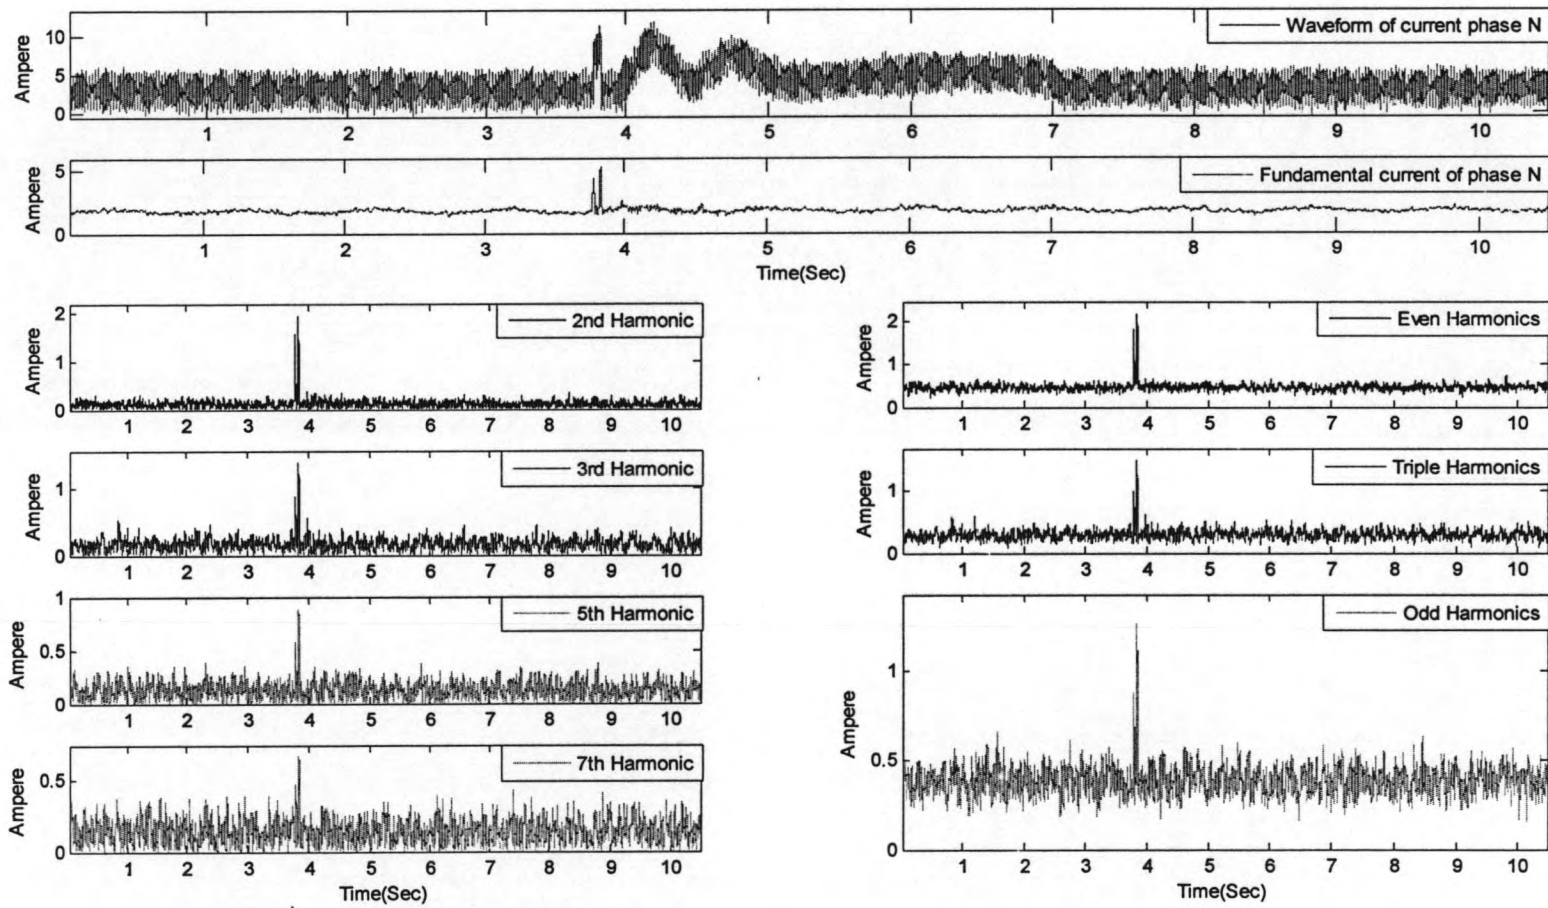 Waveform of current phase N
Ampere
10
5
0
1 2 3 4 5 6 7 8 9 10
Fundamental current of phase N
Ampere
5
0
1 2 3 4 5 6 7 8 9 10
Time(Sec)
2nd Harmonic
Ampere
2
1
0
1 2 3 4 5 6 7 8 9 10
3rd Harmonic
Ampere
1
0
1 2 3 4 5 6 7 8 9 10
5th Harmonic
Ampere
1
0.5
0
1 2 3 4 5 6 7 8 9 10
7th Harmonic
Ampere
0.5
0
1 2 3 4 5 6 7 8 9 10
Time(Sec)
Even Harmonics
Ampere
2
1
0
1 2 3 4 5 6 7 8 9 10
Triple Harmonics
Ampere
1
0
1 2 3 4 5 6 7 8 9 10
Odd Harmonics
Ampere
1
0.5
0
1 2 3 4 5 6 7 8 9 10
Time(Sec)